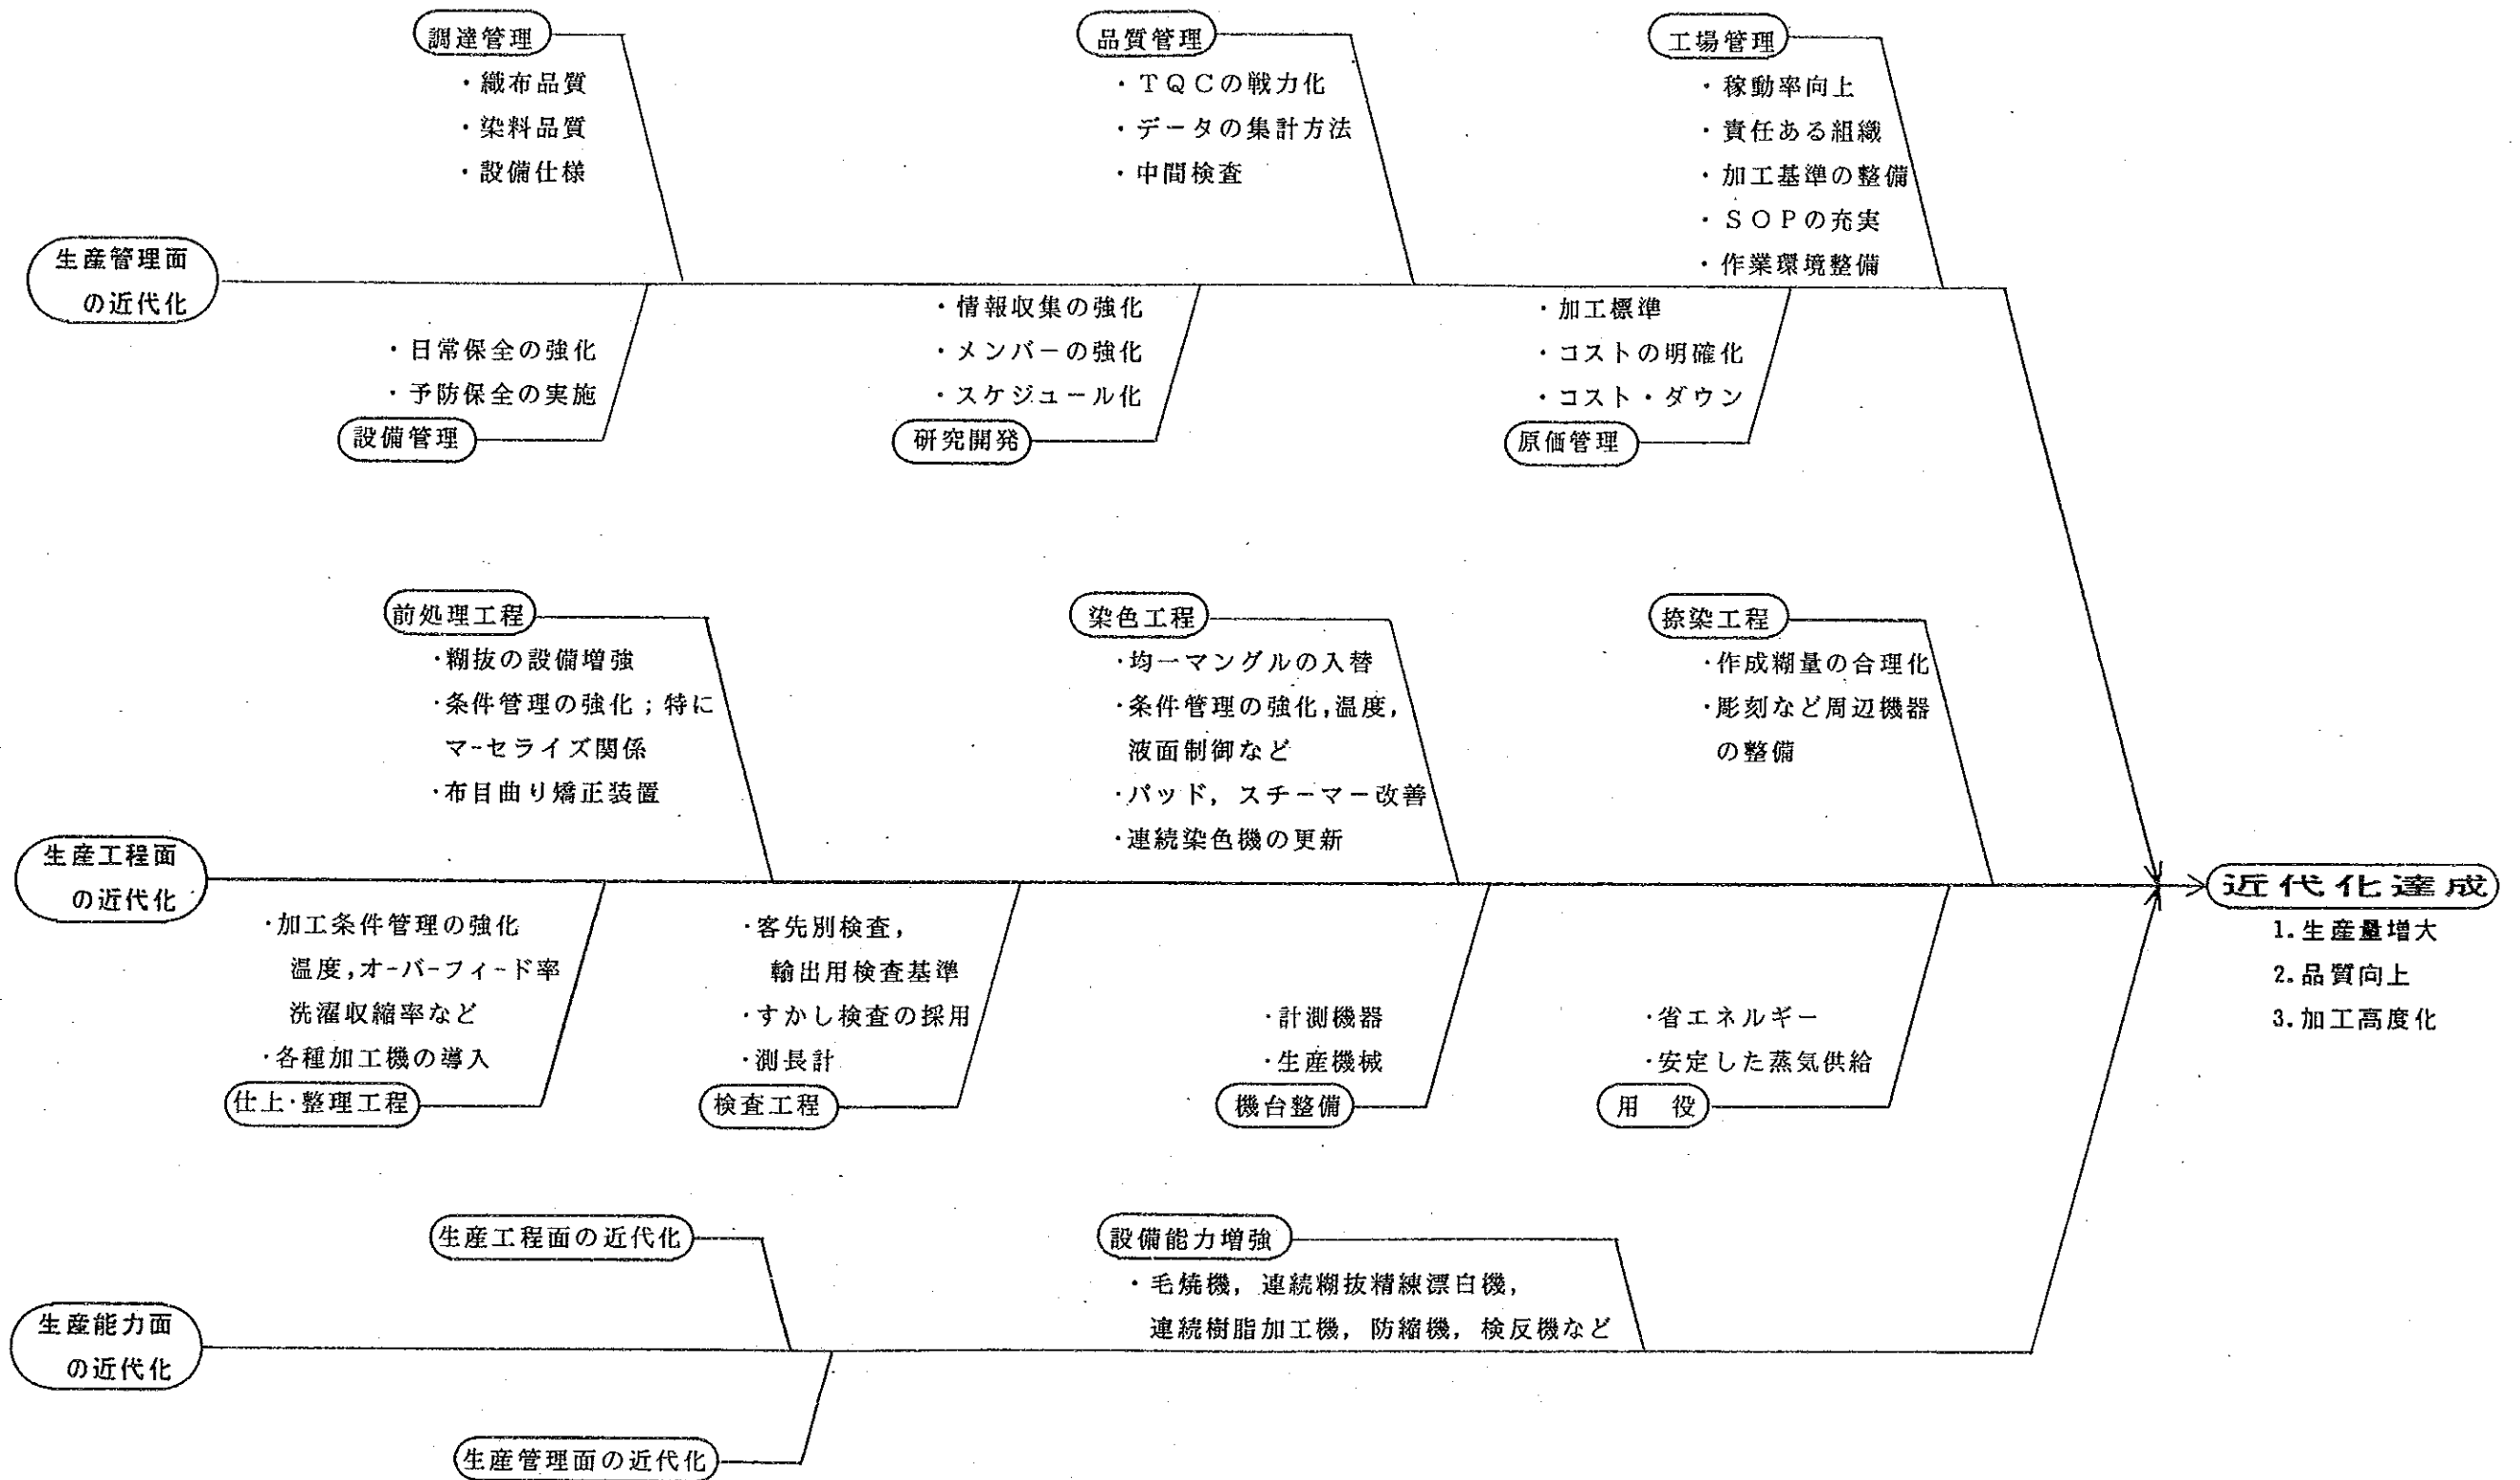 調達管理
・織布品質
・染料品質
・設備仕様
品質管理
・TQCの戦力化
・データの集計方法
・中間検査
工場管理
・稼動率向上
・責任ある組織
・加工基準の整備
・SOPの充実
・作業環境整備
生産管理面
の近代化
・日常保全の強化
・予防保全の実施
設備管理
・情報収集の強化
・メンバーの強化
・スケジュール化
研究開発
・加工標準
・コストの明確化
・コスト・ダウン
原価管理
前処理工程
・糊抜の設備増強
・条件管理の強化;特に
マーセライズ関係
・布目曲り矯正装置
染色工程
・均一マングルの入替
・条件管理の強化,温度,
液面制御など
・パッド,スチーマー改善
・連続染色機の更新
捺染工程
・作成糊量の合理化
・彫刻など周辺機器
の整備
生産工程面
の近代化
・加工条件管理の強化
温度,オーバーフィード率
洗濯収縮率など
・各種加工機の導入
仕上・整理工程
・客先別検査,
輸出用検査基準
・すかし検査の採用
・測長計
検査工程
・計測機器
・生産機械
機台整備
・省エネルギー
・安定した蒸気供給
用 役
近代化達成
1.生産量増大
2.品質向上
3.加工高度化
生産工程面の近代化
設備能力増強
・毛焼機,連続糊抜精練漂白機,
連続樹脂加工機,防縮機,検反機など
生産能力面
の近代化
生産管理面の近代化